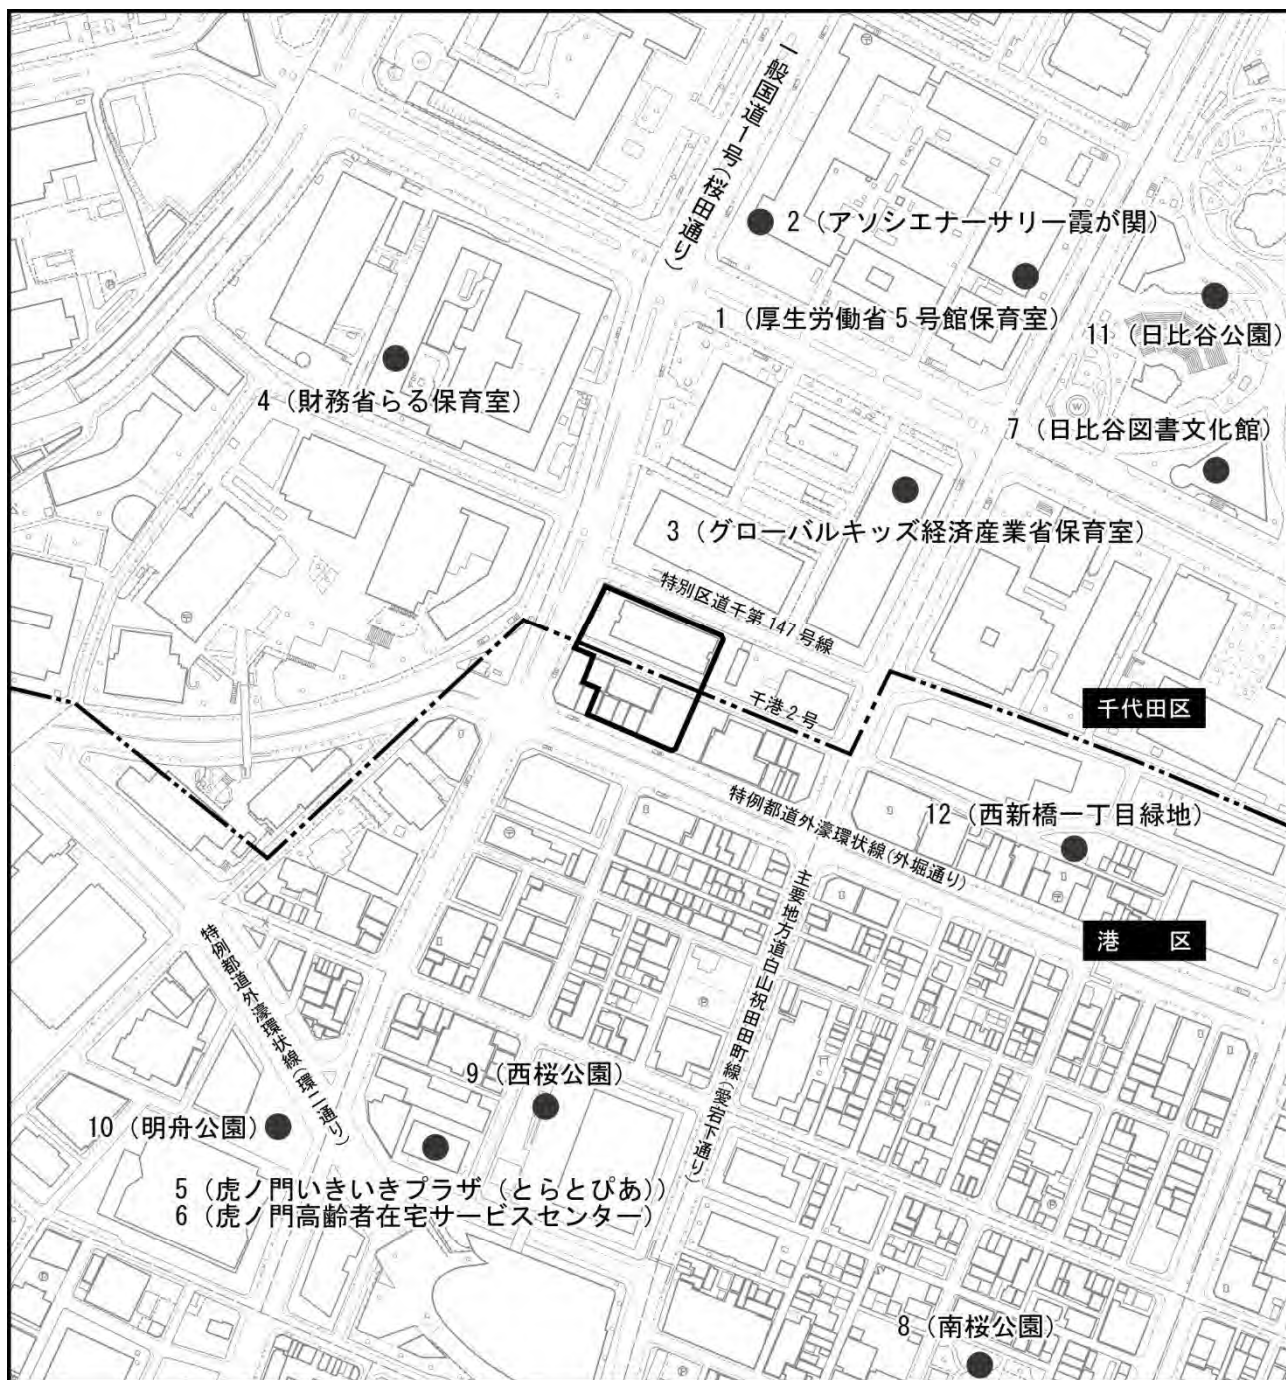 一般国道1号(桜田通り)
2（アソシエナーサリー霞が関）
1（厚生労働省5号館保育室）
11（日比谷公園）
4（財務省らる保育室）
7（日比谷図書文化館）
3（グローバルキッズ経済産業省保育室）
特別区道千第147号線
千港2号
千代田区
特例都道外濠環状線(外堀通り)
12（西新橋一丁目緑地）
主要地方道白山祝田田町線(愛宕下通り)
港　区
特例都道外濠環状線(環二通り)
9（西桜公園）
10（明舟公園）
5（虎ノ門いきいきプラザ（とらとぴあ））
6（虎ノ門高齢者在宅サービスセンター）
8（南桜公園）